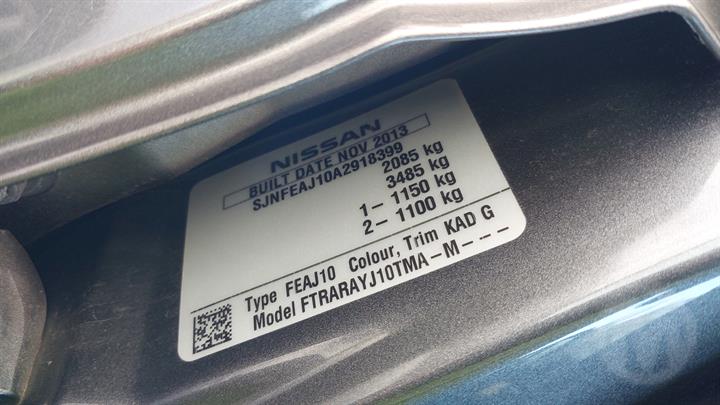 NISSAN
BUILT DATE NOV 2013
SJNFEAJ10A2918399
2085 kg
3485 kg
1 – 1150 kg
2 – 1100 kg
Type FEAJ10 Colour, Trim KAD G
Model FTRARAYJ10TMA–M–––